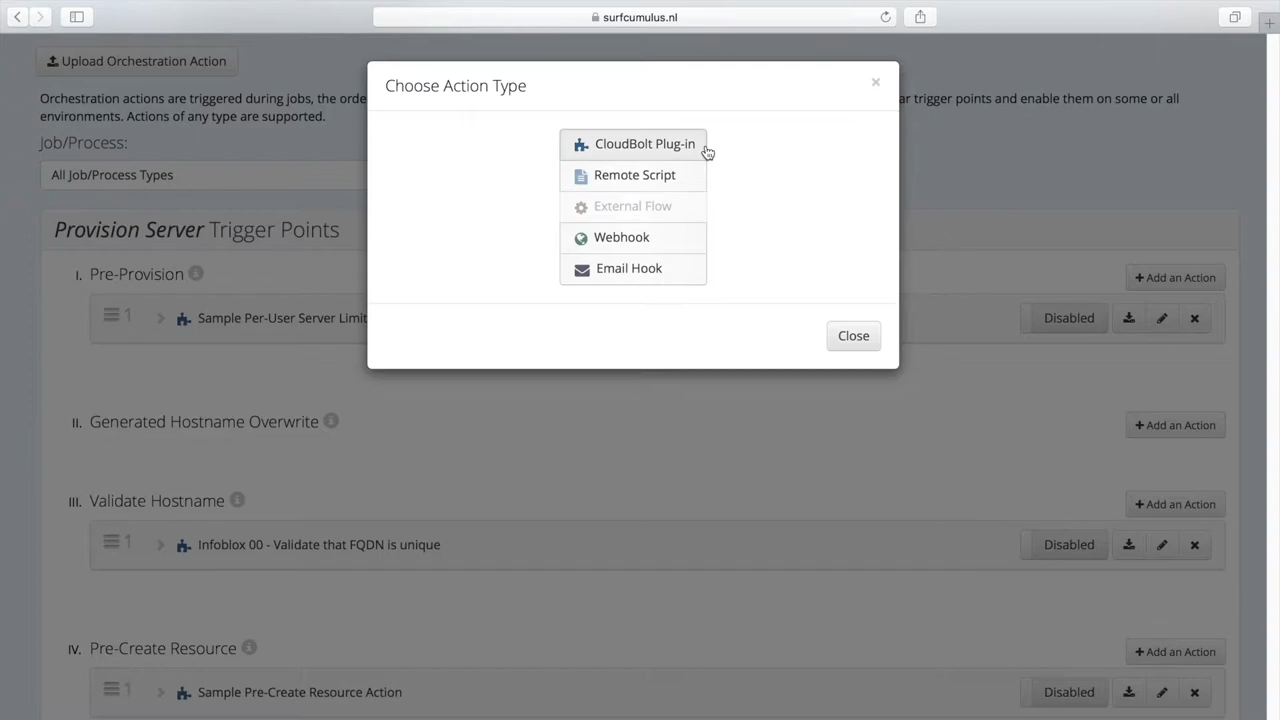 surfcumulus.nl
Upload Orchestration Action
Choose Action Type
×
Orchestration actions are triggered during jobs, the orde
ar trigger points and enable them on some or all
environments. Actions of any type are supported.
Job/Process:
CloudBolt Plug-in
All Job/Process Types
Remote Script
External Flow
Webhook
Email Hook
Close
Provision Server Trigger Points
I. Pre-Provision
+ Add an Action
1 Sample Per-User Server Limit
Disabled
II. Generated Hostname Overwrite
+ Add an Action
III. Validate Hostname
+ Add an Action
1 Infoblox 00 - Validate that FQDN is unique
Disabled
IV. Pre-Create Resource
+ Add an Action
1 Sample Pre-Create Resource Action
Disabled